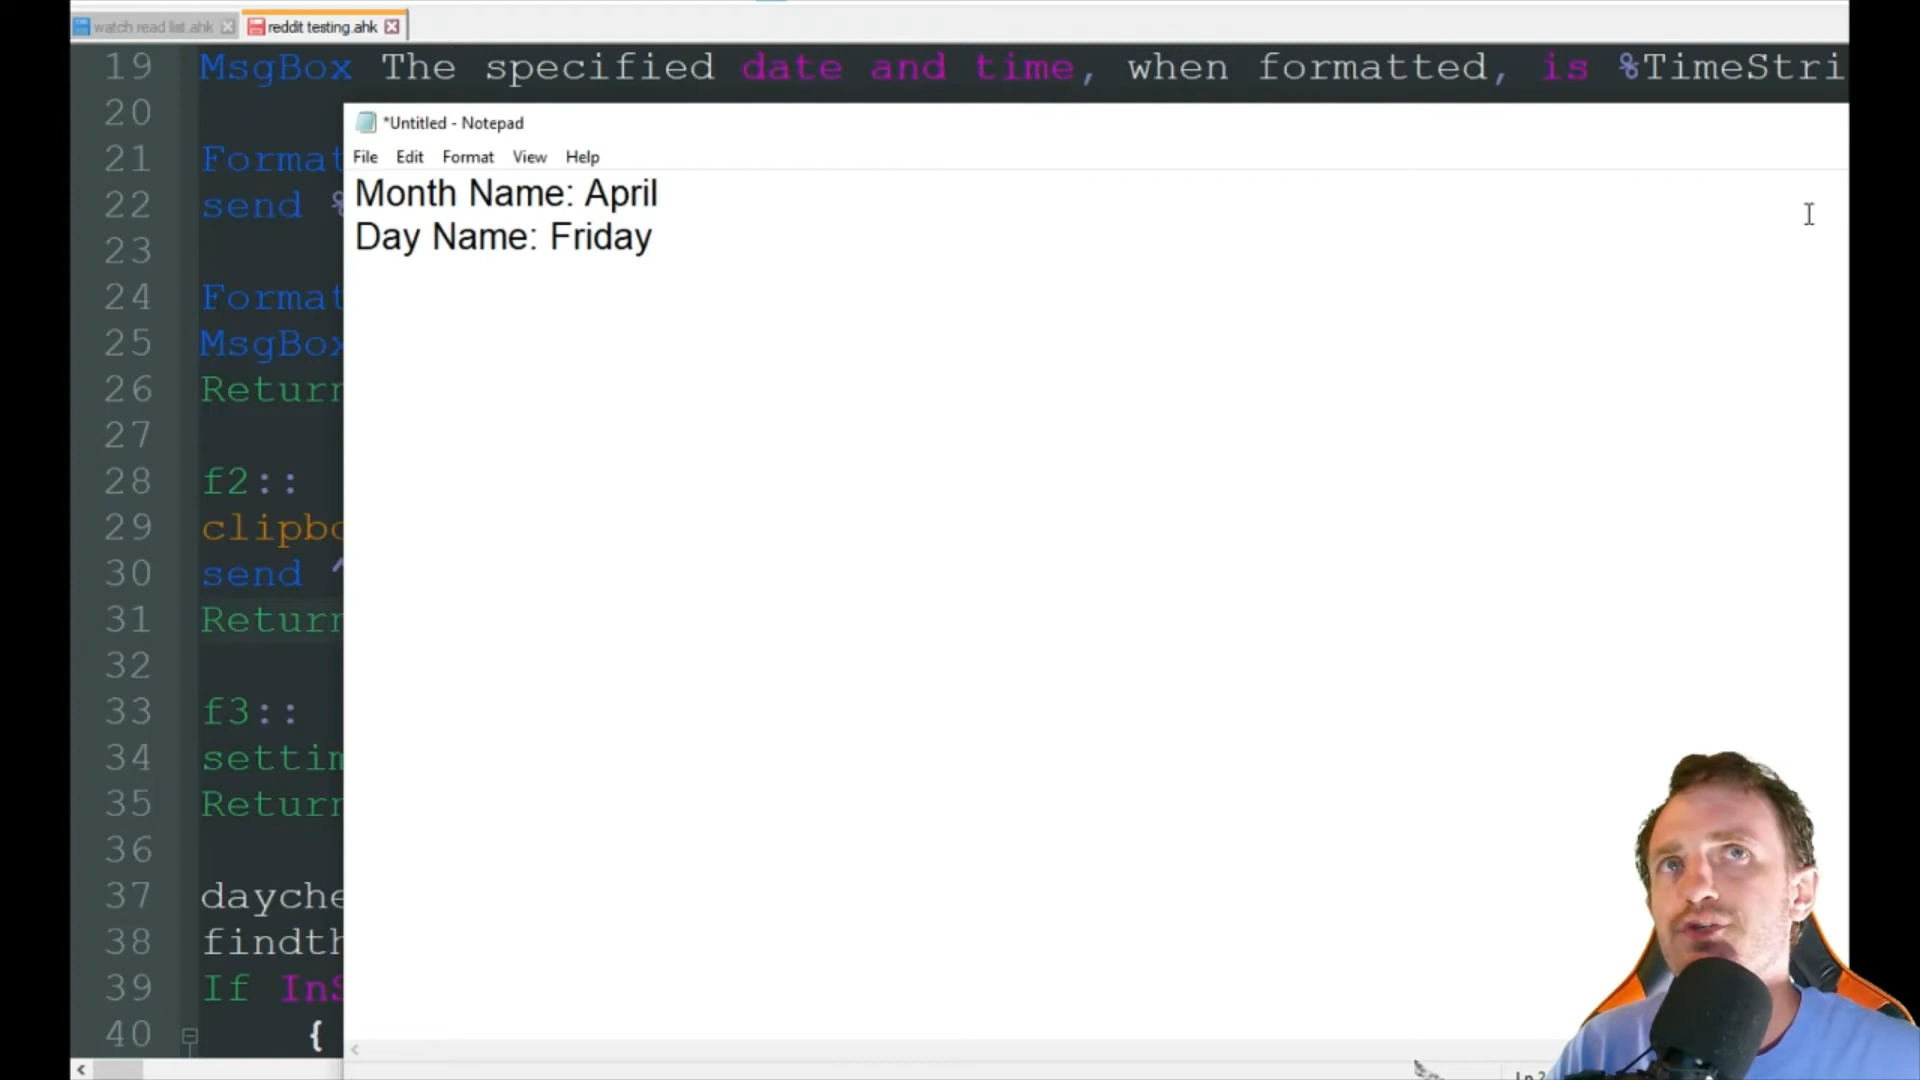 watch read list.ahk
reddit testing.ahk
19 MsgBox The specified date and time, when formatted, is %TimeStri
20
*Untitled - Notepad
File Edit Format View Help
Month Name: April
Day Name: Friday
21 Format
22 send %
23
24 Format
25 MsgBox
26 Return
27
28 f2::
29 clipbo
30 send ^
31 Return
32
33 f3::
34 settim
35 Return
36
37 dayche
38 findth
39 If InS
40 {